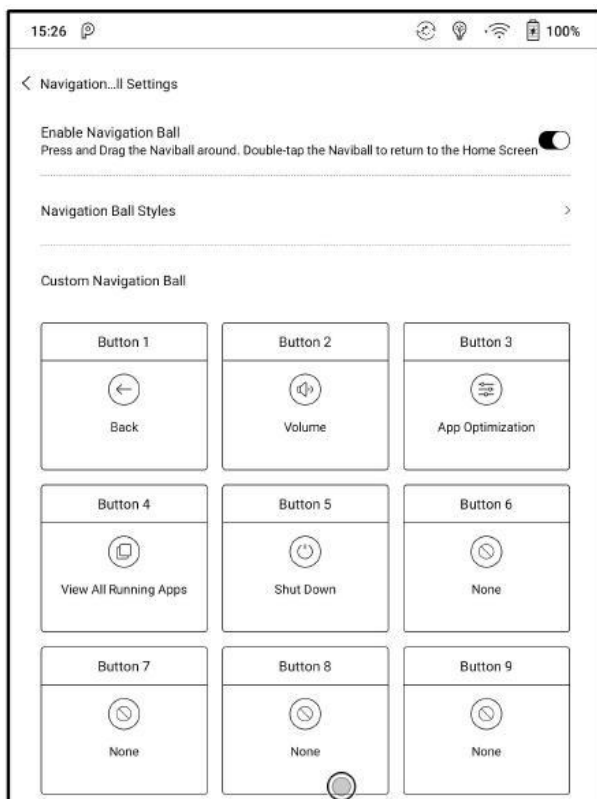 15:26 100%
Navigation...ll Settings
Enable Navigation Ball
Press and Drag the Naviball around. Double-tap the Naviball to return to the Home Screen
Navigation Ball Styles
Custom Navigation Ball
Button 1 Button 2 Button 3
Back Volume App Optimization
Button 4 Button 5 Button 6
View All Running Apps Shut Down None
Button 7 Button 8 Button 9
None None None